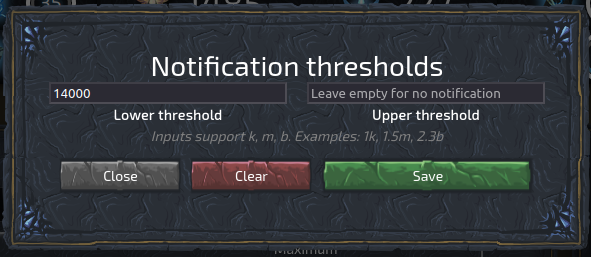 Notification thresholds
14000
Leave empty for no notification
Lower threshold
Upper threshold
Inputs support k, m, b. Examples: 1k, 1.5m, 2.3b
Close
Clear
Save
Maximum